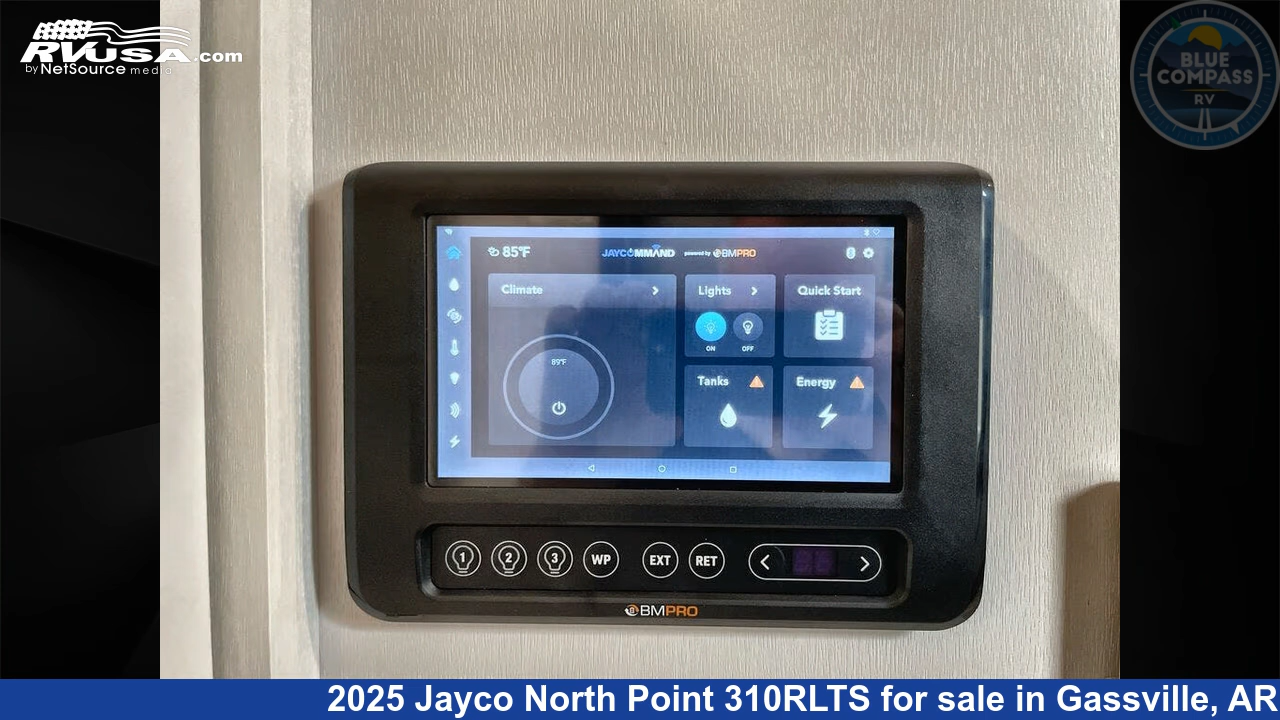 RVUSA.com
by NetSource media
BLUE
COMPASS
RV
85°F
JAYCOMMAND powered by BMPRO
Climate
Lights
Quick Start
ON OFF
89°F
Tanks
Energy
1 2 3 WP EXT RET
BMPRO
2025 Jayco North Point 310RLTS for sale in Gassville, AR